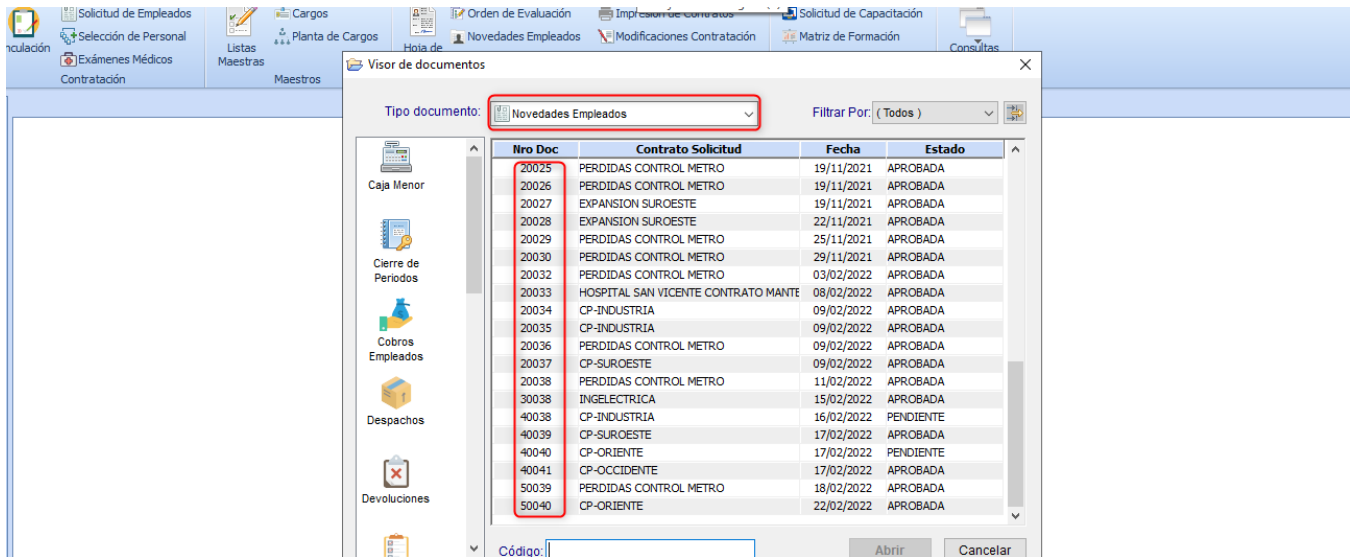 Solicitud de Empleados
Cargos
Orden de Evaluación
Impresión de Contratos
Solicitud de Capacitación
Selección de Personal
Planta de Cargos
Novedades Empleados
Modificaciones Contratación
Matriz de Formación
nculación
Listas Maestras
Hoja de
Consultas
Exámenes Médicos
Contratación
Maestros
Visor de documentos
Tipo documento: Novedades Empleados
Filtrar Por: ( Todos )
Caja Menor
Cierre de Periodos
Cobros Empleados
Despachos
Devoluciones
Nro Doc Contrato Solicitud Fecha Estado
20025 PERDIDAS CONTROL METRO 19/11/2021 APROBADA
20026 PERDIDAS CONTROL METRO 19/11/2021 APROBADA
20027 EXPANSION SUROESTE 19/11/2021 APROBADA
20028 EXPANSION SUROESTE 22/11/2021 APROBADA
20029 PERDIDAS CONTROL METRO 25/11/2021 APROBADA
20030 PERDIDAS CONTROL METRO 29/11/2021 APROBADA
20032 PERDIDAS CONTROL METRO 03/02/2022 APROBADA
20033 HOSPITAL SAN VICENTE CONTRATO MANTE 08/02/2022 APROBADA
20034 CP-INDUSTRIA 09/02/2022 APROBADA
20035 CP-INDUSTRIA 09/02/2022 APROBADA
20036 PERDIDAS CONTROL METRO 09/02/2022 APROBADA
20037 CP-SUROESTE 09/02/2022 APROBADA
20038 PERDIDAS CONTROL METRO 11/02/2022 APROBADA
30038 INGELECTRICA 15/02/2022 APROBADA
40038 CP-INDUSTRIA 16/02/2022 PENDIENTE
40039 CP-SUROESTE 17/02/2022 APROBADA
40040 CP-ORIENTE 17/02/2022 PENDIENTE
40041 CP-OCCIDENTE 17/02/2022 APROBADA
50039 PERDIDAS CONTROL METRO 18/02/2022 APROBADA
50040 CP-ORIENTE 22/02/2022 APROBADA
Código:
Abrir
Cancelar